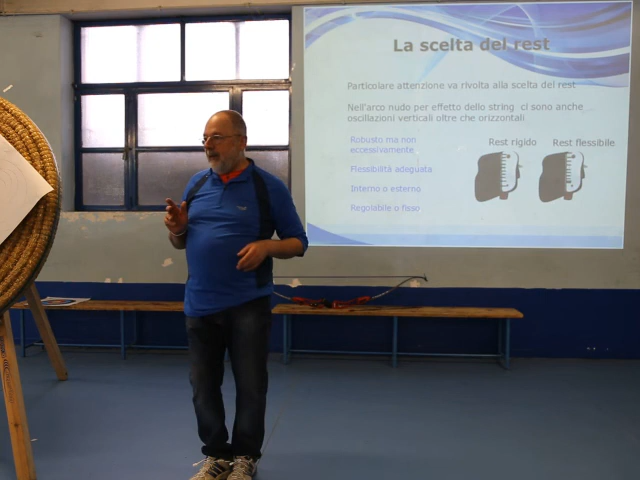 La scelta del rest
Particolare attenzione va rivolta alla scelta del rest
Nell'arco nudo per effetto dello string ci sono anche
oscillazioni verticali oltre che orizzontali
Robusto ma non
eccessivamente
Flessibilità adeguata
Interno o esterno
Regolabile o fisso
Rest rigido
Rest flessibile